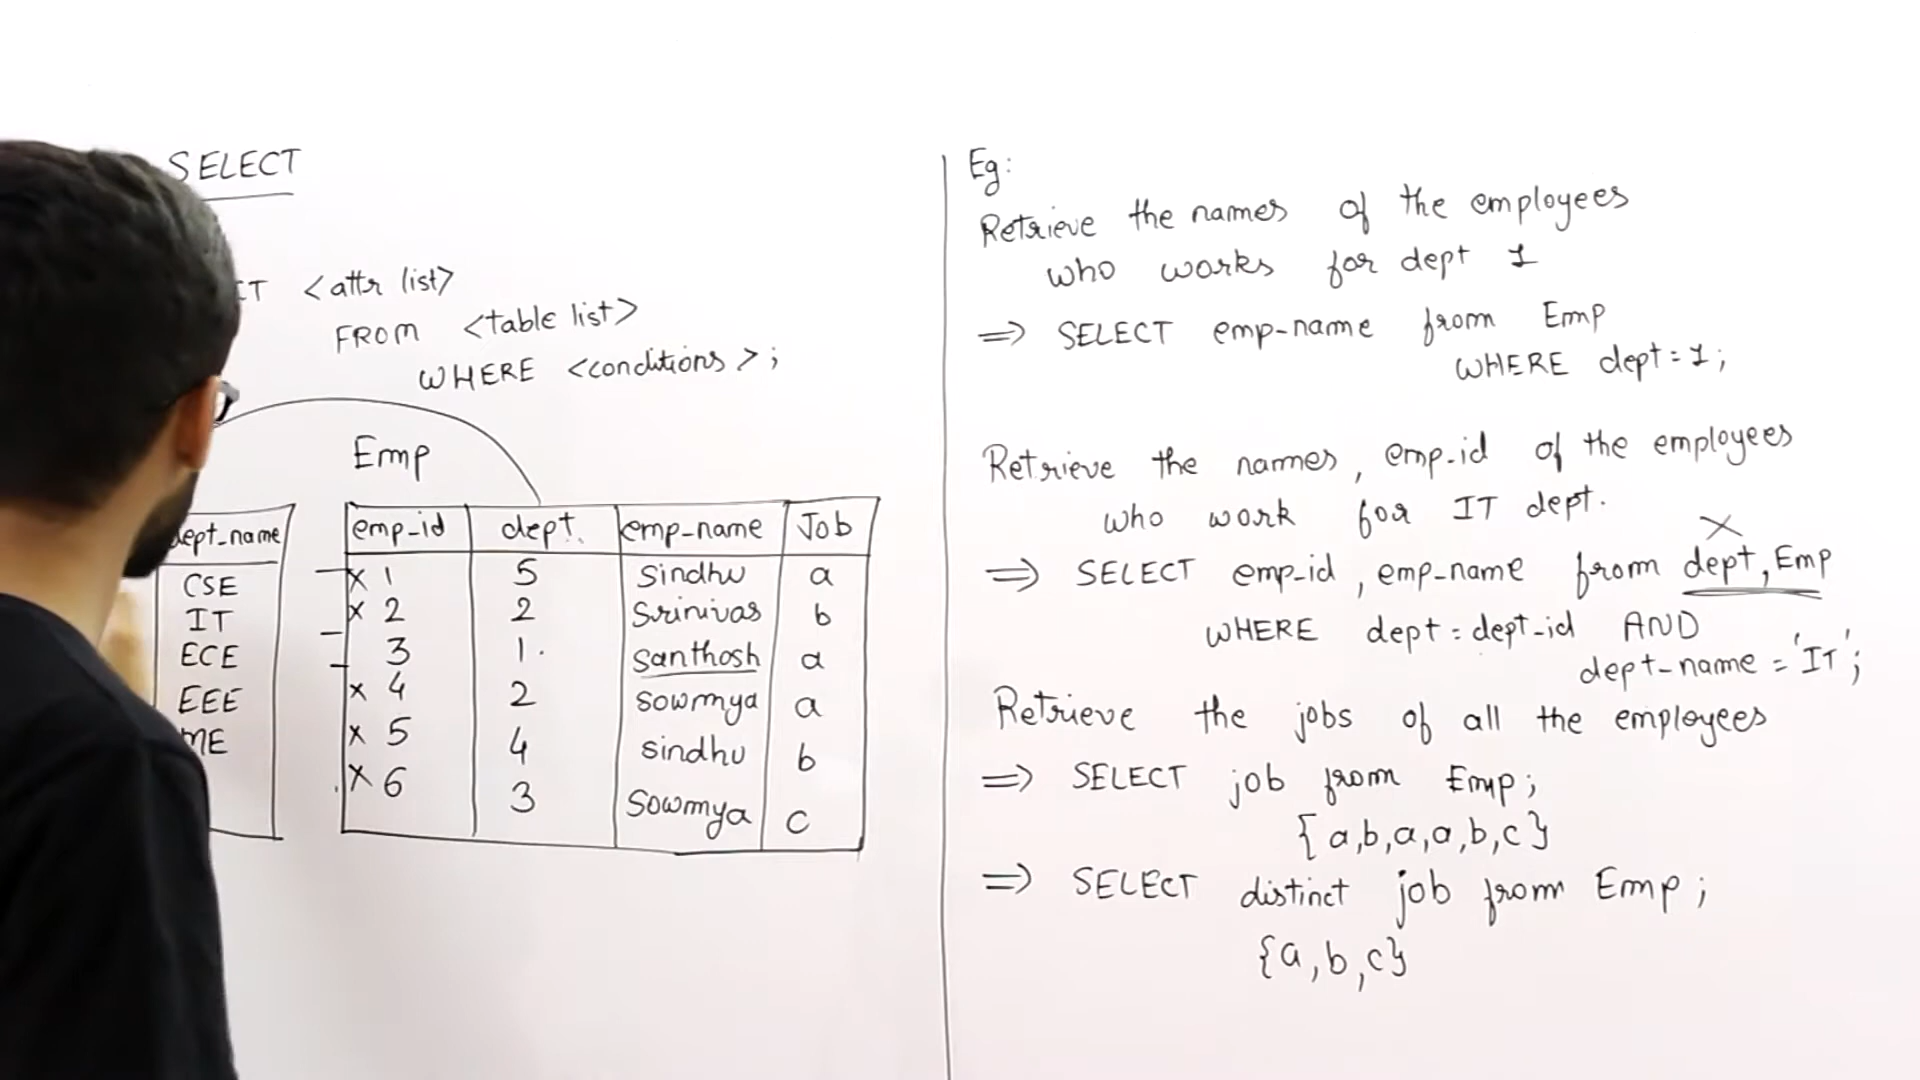 SELECT
<attr list>
FROM <table list>
WHERE <conditions>;
Emp
dept_name
CSE
IT
ECE
EEE
ME
emp_id dept. emp-name Job
x 1 5 Sindhu a
x 2 2 Srinivas b
3 1. Santhosh a
x 4 2 Sowmya a
x 5 4 sindhu b
x 6 3 Sowmya c
Eg:
Retrieve the names of the employees
who works for dept 1
=> SELECT emp-name from Emp
WHERE dept=1;
Retrieve the names, emp-id of the employees
who work for IT dept.
X
=> SELECT emp_id, emp-name from dept, Emp
WHERE dept = dept-id AND
dept-name = 'IT';
Retrieve the jobs of all the employees
=> SELECT job from Emp;
{a,b,a,a,b,c}
=> SELECT distinct job from Emp;
{a,b,c}